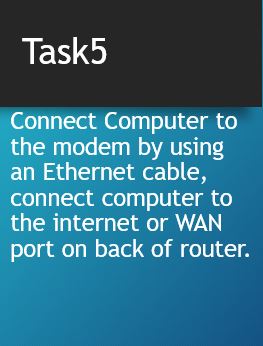 Task5
Connect Computer to
the modem by using
an Ethernet cable,
connect computer to
the internet or WAN
port on back of router.